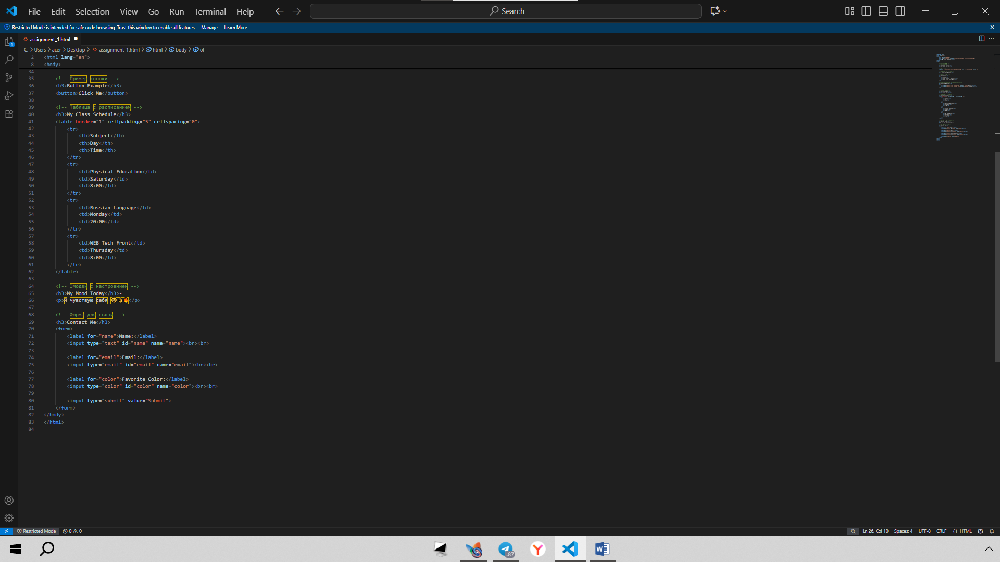 File Edit Selection View Go Run Terminal Help Search
Restricted Mode is intended for safe code browsing. Trust this window to enable all features. Manage Learn More
assignment_1.html
C: > Users > acer > Desktop > assignment_1.html > html > body > ol
2 <html lang="en">
8 <body>
34
35 <!-- Пример кнопки -->
36 <h3>Button Example</h3>
37 <button>Click Me</button>
38
39 <!-- Таблица с расписанием -->
40 <h3>My Class Schedule</h3>
41 <table border="1" cellpadding="5" cellspacing="0">
42 <tr>
43 <th>Subject</th>
44 <th>Day</th>
45 <th>Time</th>
46 </tr>
47 <tr>
48 <td>Physical Education</td>
49 <td>Saturday</td>
50 <td>8:00</td>
51 </tr>
52 <tr>
53 <td>Russian Language</td>
54 <td>Monday</td>
55 <td>20:00</td>
56 </tr>
57 <tr>
58 <td>WEB Tech Front</td>
59 <td>Thursday</td>
60 <td>8:00</td>
61 </tr>
62 </table>
63
64 <!-- Эмодзи с настроением -->
65 <h3>My Mood Today</h3>-
66 <p>Я чувствую себя 😆👌🔥</p>
67
68 <!-- Форма для связи -->
69 <h3>Contact Me</h3>
70 <form>
71 <label for="name">Name:</label>
72 <input type="text" id="name" name="name"><br><br>
73
74 <label for="email">Email:</label>
75 <input type="email" id="email" name="email"><br><br>
76
77 <label for="color">Favorite Color:</label>
78 <input type="color" id="color" name="color"><br><br>
79
80 <input type="submit" value="Submit">
81 </form>
82 </body>
83 </html>
84
Restricted Mode 0 0 Ln 26, Col 10 Spaces: 4 UTF-8 CRLF {} HTML
..87